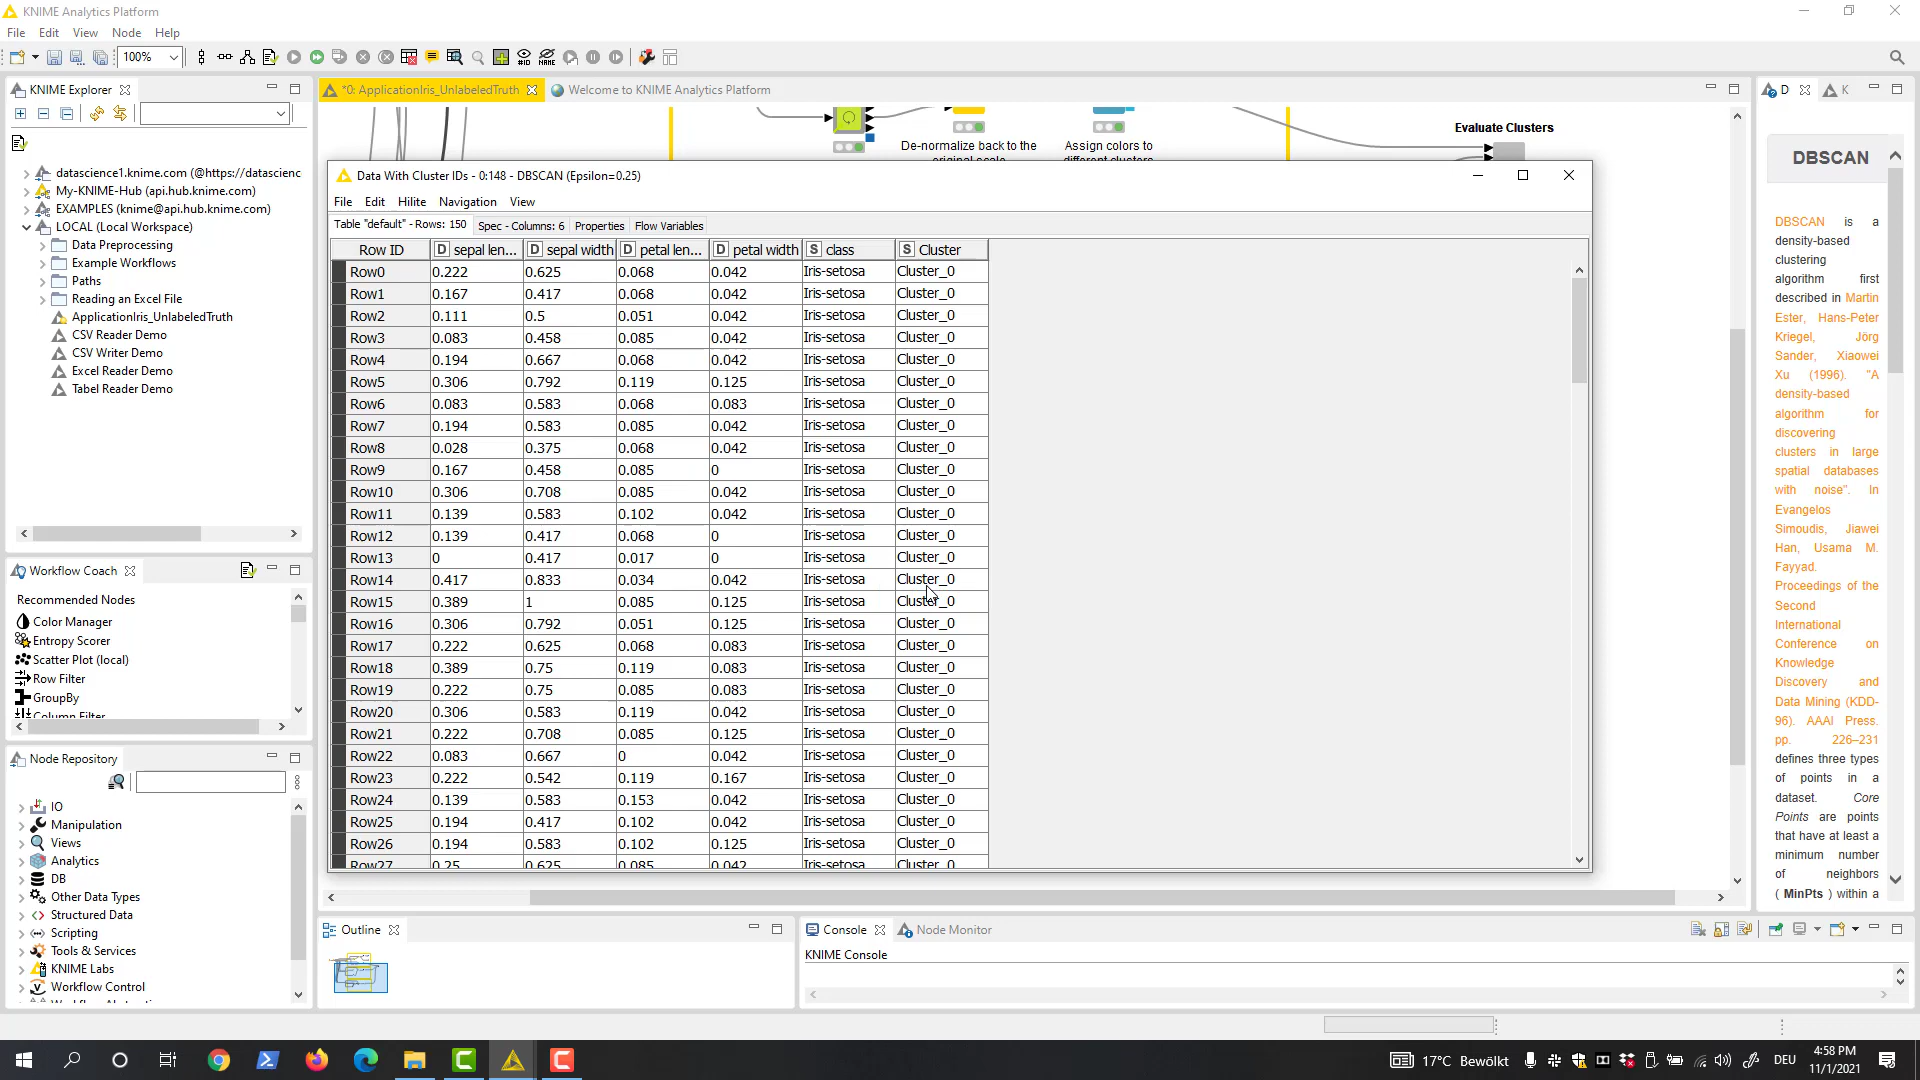 KNIME Analytics Platform
File Edit View Node Help
100%
KNIME Explorer
*0: ApplicationIris_UnlabeledTruth
Welcome to KNIME Analytics Platform
D
K
datascience1.knime.com (@https://datascienc
My-KNIME-Hub (api.hub.knime.com)
EXAMPLES (knime@api.hub.knime.com)
LOCAL (Local Workspace)
Data Preprocessing
Example Workflows
Paths
Reading an Excel File
ApplicationIris_UnlabeledTruth
CSV Reader Demo
CSV Writer Demo
Excel Reader Demo
Tabel Reader Demo
Workflow Coach
Recommended Nodes
Color Manager
Entropy Scorer
Scatter Plot (local)
Row Filter
GroupBy
Column Filter
Node Repository
IO
Manipulation
Views
Analytics
DB
Other Data Types
Structured Data
Scripting
Tools & Services
KNIME Labs
Workflow Control
De-normalize back to the
original scale
Assign colors to
different clusters
Evaluate Clusters
Data With Cluster IDs - 0:148 - DBSCAN (Epsilon=0.25)
File Edit Hilite Navigation View
Table "default" - Rows: 150 Spec - Columns: 6 Properties Flow Variables
Row ID D sepal len... D sepal width D petal len... D petal width S class S Cluster
Row0 0.222 0.625 0.068 0.042 Iris-setosa Cluster_0
Row1 0.167 0.417 0.068 0.042 Iris-setosa Cluster_0
Row2 0.111 0.5 0.051 0.042 Iris-setosa Cluster_0
Row3 0.083 0.458 0.085 0.042 Iris-setosa Cluster_0
Row4 0.194 0.667 0.068 0.042 Iris-setosa Cluster_0
Row5 0.306 0.792 0.119 0.125 Iris-setosa Cluster_0
Row6 0.083 0.583 0.068 0.083 Iris-setosa Cluster_0
Row7 0.194 0.583 0.085 0.042 Iris-setosa Cluster_0
Row8 0.028 0.375 0.068 0.042 Iris-setosa Cluster_0
Row9 0.167 0.458 0.085 0 Iris-setosa Cluster_0
Row10 0.306 0.708 0.085 0.042 Iris-setosa Cluster_0
Row11 0.139 0.583 0.102 0.042 Iris-setosa Cluster_0
Row12 0.139 0.417 0.068 0 Iris-setosa Cluster_0
Row13 0 0.417 0.017 0 Iris-setosa Cluster_0
Row14 0.417 0.833 0.034 0.042 Iris-setosa Cluster_0
Row15 0.389 1 0.085 0.125 Iris-setosa Cluster_0
Row16 0.306 0.792 0.051 0.125 Iris-setosa Cluster_0
Row17 0.222 0.625 0.068 0.083 Iris-setosa Cluster_0
Row18 0.389 0.75 0.119 0.083 Iris-setosa Cluster_0
Row19 0.222 0.75 0.085 0.083 Iris-setosa Cluster_0
Row20 0.306 0.583 0.119 0.042 Iris-setosa Cluster_0
Row21 0.222 0.708 0.085 0.125 Iris-setosa Cluster_0
Row22 0.083 0.667 0 0.042 Iris-setosa Cluster_0
Row23 0.222 0.542 0.119 0.167 Iris-setosa Cluster_0
Row24 0.139 0.583 0.153 0.042 Iris-setosa Cluster_0
Row25 0.194 0.417 0.102 0.042 Iris-setosa Cluster_0
Row26 0.194 0.583 0.102 0.125 Iris-setosa Cluster_0
Row27 0.25 0.625 0.085 0.042 Iris-setosa Cluster_0
DBSCAN
DBSCAN is a
density-based
clustering
algorithm first
described in Martin
Ester, Hans-Peter
Kriegel, Jörg
Sander, Xiaowei
Xu (1996). "A
density-based
algorithm for
discovering
clusters in large
spatial databases
with noise". In
Evangelos
Simoudis, Jiawei
Han, Usama M.
Fayyad.
Proceedings of the
Second
International
Conference on
Knowledge
Discovery and
Data Mining (KDD-
96). AAAI Press.
pp. 226–231
defines three types
of points in a
dataset. Core
Points are points
that have at least a
minimum number
of neighbors
( MinPts ) within a
Outline
Console
Node Monitor
KNIME Console
17°C Bewölkt
DEU
4:58 PM
11/1/2021